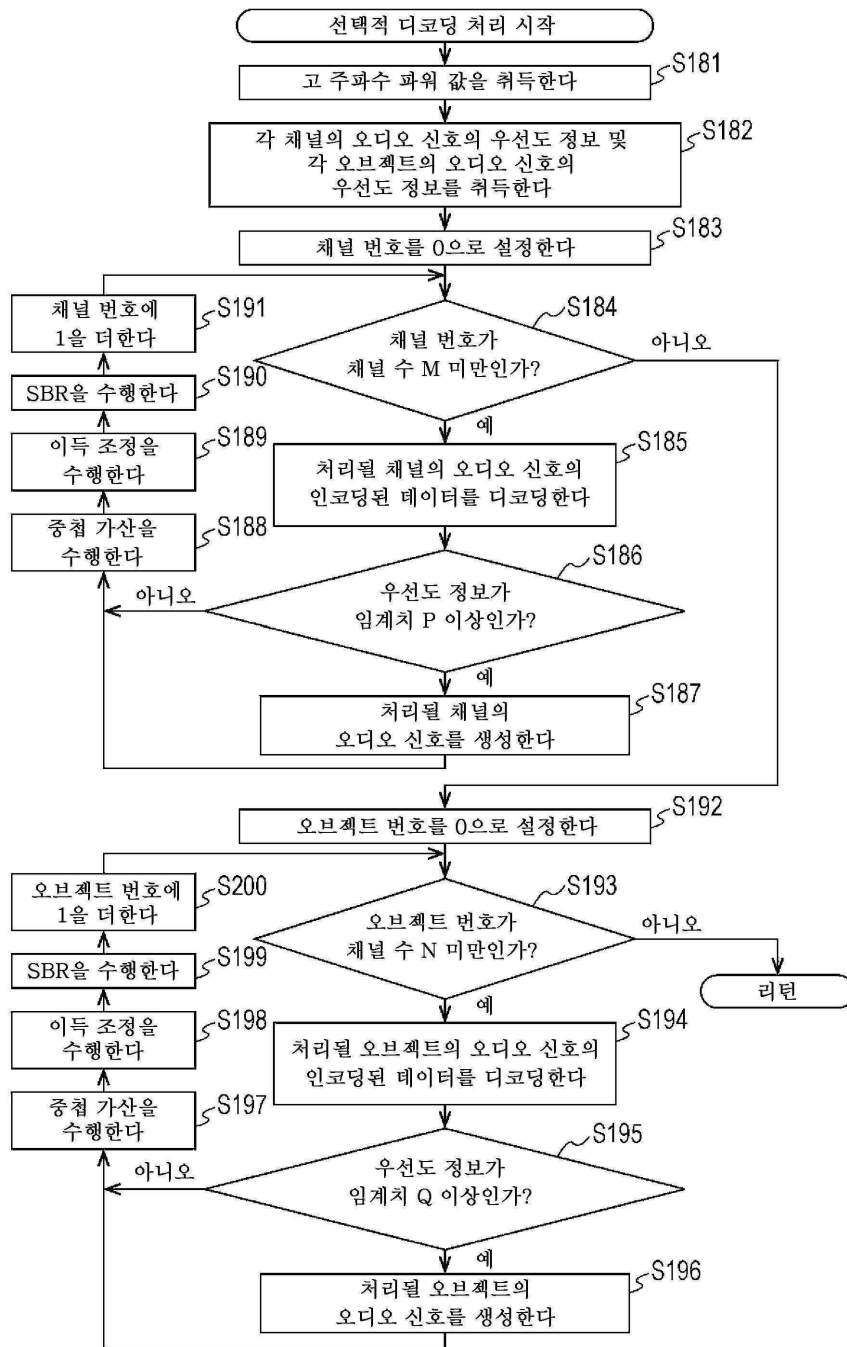 선택적 디코딩 처리 시작
고 주파수 파워 값을 취득한다
S181
각 채널의 오디오 신호의 우선도 정보 및
각 오브젝트의 오디오 신호의
우선도 정보를 취득한다
S182
채널 번호를 0으로 설정한다
S183
채널 번호가
채널 수 M 미만인가?
S184
아니오
예
처리될 채널의 오디오 신호의
인코딩된 데이터를 디코딩한다
S185
우선도 정보가
임계치 P 이상인가?
S186
아니오
예
처리될 채널의
오디오 신호를 생성한다
S187
중첩 가산을
수행한다
S188
이득 조정을
수행한다
S189
SBR을 수행한다
S190
채널 번호에
1을 더한다
S191
오브젝트 번호를 0으로 설정한다
S192
오브젝트 번호가
채널 수 N 미만인가?
S193
아니오
리턴
예
처리될 오브젝트의 오디오 신호의
인코딩된 데이터를 디코딩한다
S194
우선도 정보가
임계치 Q 이상인가?
S195
아니오
예
처리될 오브젝트의
오디오 신호를 생성한다
S196
중첩 가산을
수행한다
S197
이득 조정을
수행한다
S198
SBR을 수행한다
S199
오브젝트 번호에
1을 더한다
S200